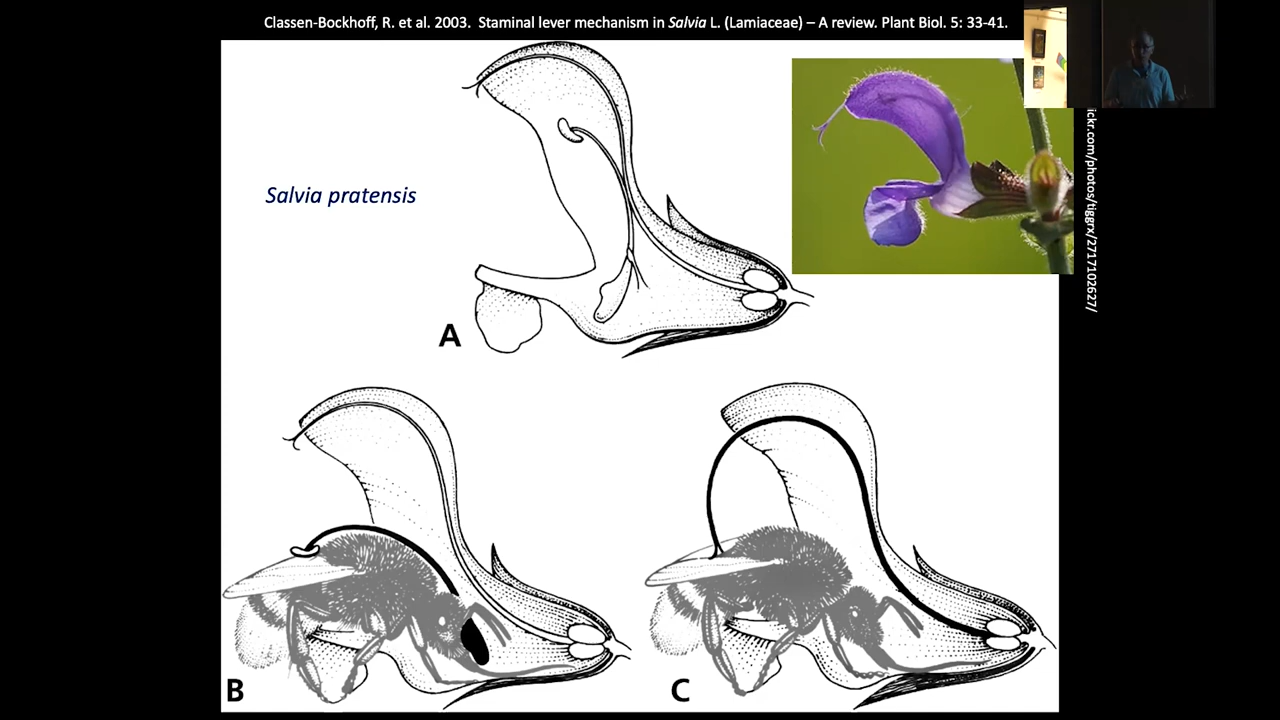 Classen-Bockhoff, R. et al. 2003. Staminal lever mechanism in Salvia L. (Lamiaceae) – A review. Plant Biol. 5: 33-41.
Salvia pratensis
ickr.com/photos/tiggrx/2717102627/
A
B
C